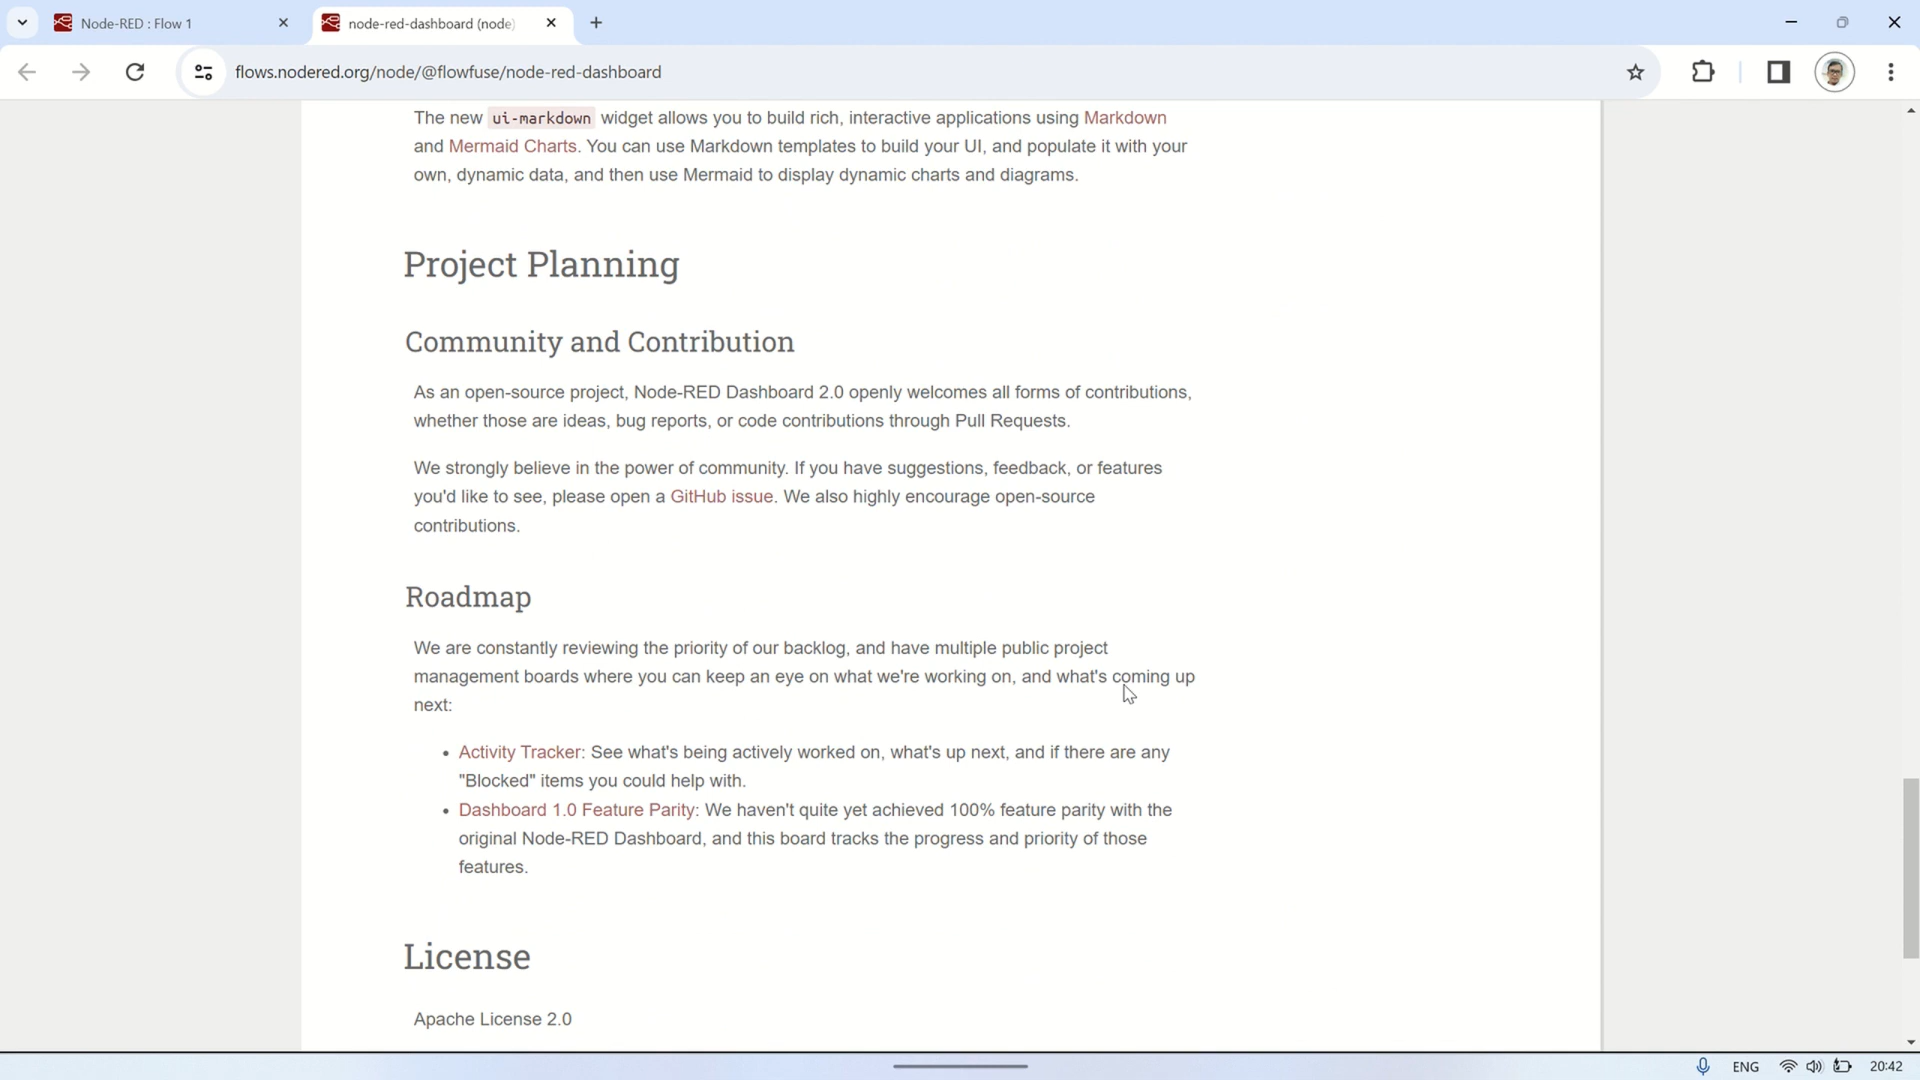 Node-RED : Flow 1
node-red-dashboard (node)
flows.nodered.org/node/@flowfuse/node-red-dashboard
The new ui-markdown widget allows you to build rich, interactive applications using Markdown
and Mermaid Charts. You can use Markdown templates to build your UI, and populate it with your
own, dynamic data, and then use Mermaid to display dynamic charts and diagrams.
Project Planning
Community and Contribution
As an open-source project, Node-RED Dashboard 2.0 openly welcomes all forms of contributions,
whether those are ideas, bug reports, or code contributions through Pull Requests.
We strongly believe in the power of community. If you have suggestions, feedback, or features
you'd like to see, please open a GitHub issue. We also highly encourage open-source
contributions.
Roadmap
We are constantly reviewing the priority of our backlog, and have multiple public project
management boards where you can keep an eye on what we're working on, and what's coming up
next:
• Activity Tracker: See what's being actively worked on, what's up next, and if there are any
"Blocked" items you could help with.
• Dashboard 1.0 Feature Parity: We haven't quite yet achieved 100% feature parity with the
original Node-RED Dashboard, and this board tracks the progress and priority of those
features.
License
Apache License 2.0
ENG
20:42